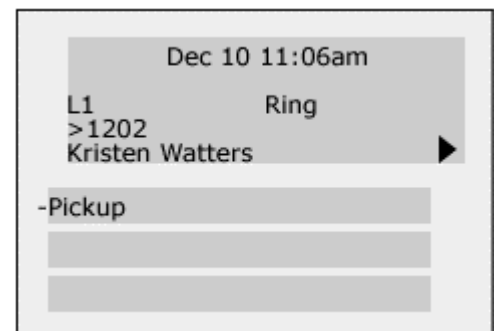 Dec 10 11:06am
L1 Ring
>1202
Kristen Watters
-Pickup